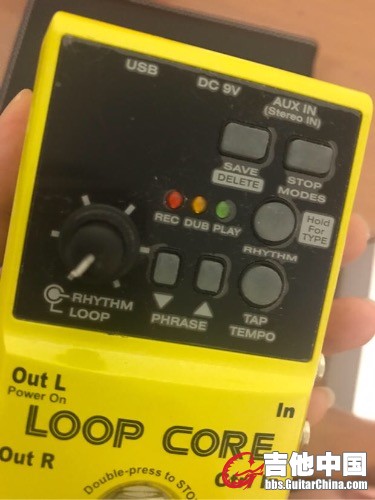 USB
DC 9V
AUX IN
(Stereo IN)
SAVE
DELETE
STOP
MODES
REC DUB PLAY
Hold
For
TYPE
RHYTHM
RHYTHM
LOOP
PHRASE
TAP
TEMPO
Out L
Power On
In
LOOP CORE
Out R
Double-press to STO
吉他中国
bbs.GuitarChina.com